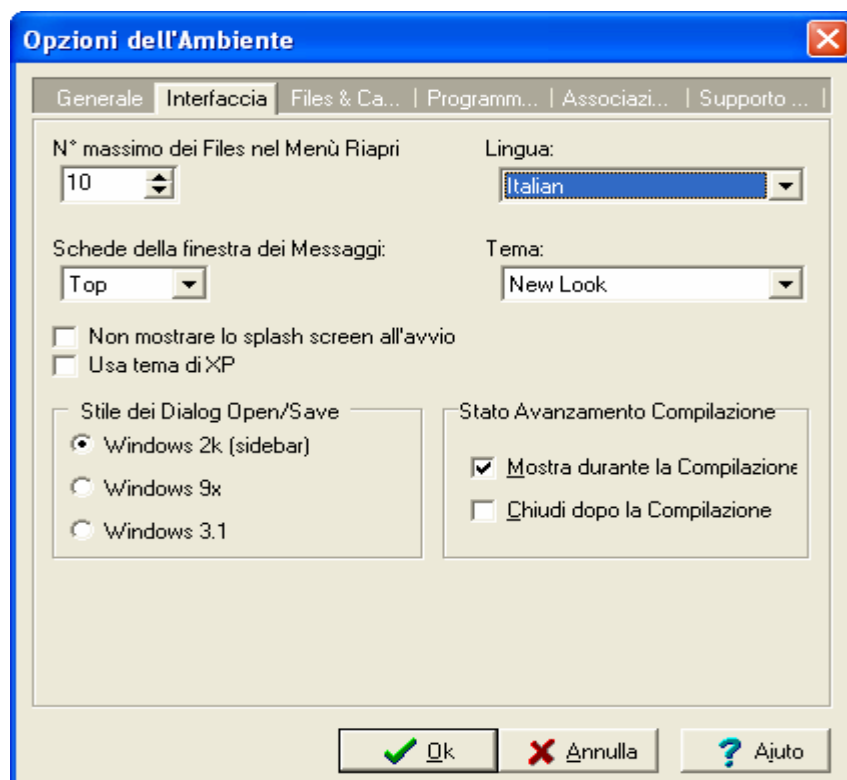 Opzioni dell'Ambiente
Generale Interfaccia Files & Ca... Programm... Associazi... Supporto ...
N° massimo dei Files nel Menù Riapri
Lingua:
10
Italian
Schede della finestra dei Messaggi:
Tema:
Top
New Look
Non mostrare lo splash screen all'avvio
Usa tema di XP
Stile dei Dialog Open/Save
Windows 2k (sidebar)
Windows 9x
Windows 3.1
Stato Avanzamento Compilazione
Mostra durante la Compilazione
Chiudi dopo la Compilazione
Ok
Annulla
Ajuto